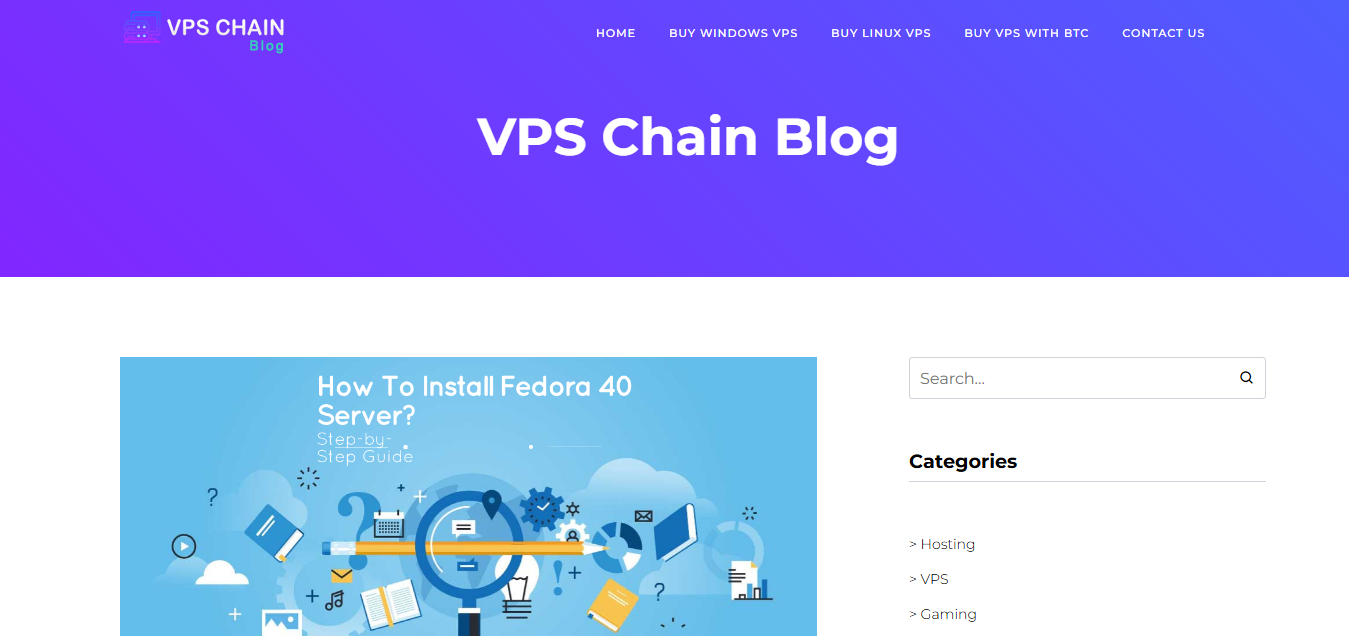 VPS CHAIN
Blog
HOME
BUY WINDOWS VPS
BUY LINUX VPS
BUY VPS WITH BTC
CONTACT US
VPS Chain Blog
How To Install Fedora 40
Server?
Step-by-
Step Guide
Search...
Categories
> Hosting
> VPS
> Gaming